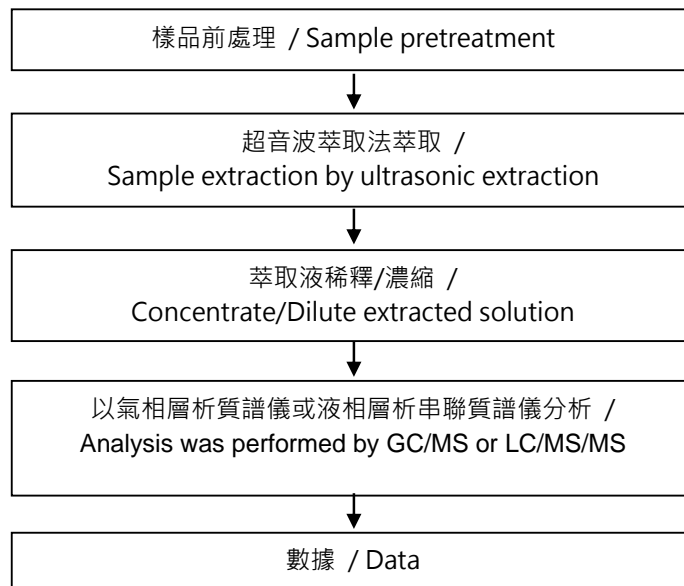 樣品前處理 / Sample pretreatment
超音波萃取法萃取 /
Sample extraction by ultrasonic extraction
萃取液稀釋/濃縮 /
Concentrate/Dilute extracted solution
以氣相層析質譜儀或液相層析串聯質譜儀分析 /
Analysis was performed by GC/MS or LC/MS/MS
數據 / Data